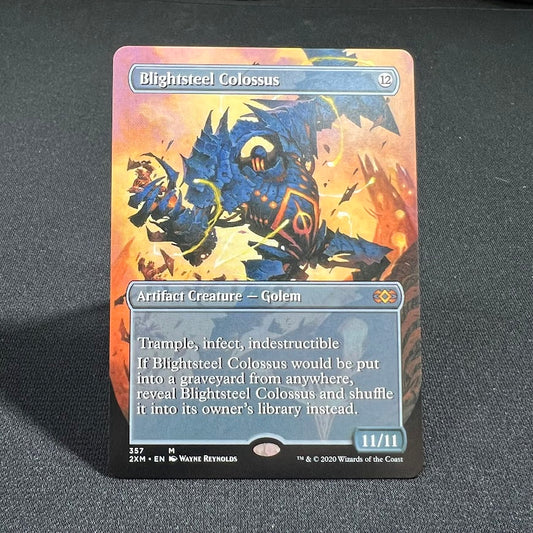 Blightsteel Colossus 12
Artifact Creature — Golem
Trample, infect, indestructible
If Blightsteel Colossus would be put
into a graveyard from anywhere,
reveal Blightsteel Colossus and shuffle
it into its owner's library instead.
11/11
357 M
2XM • EN Wayne Reynolds
™ & © 2020 Wizards of the Coast